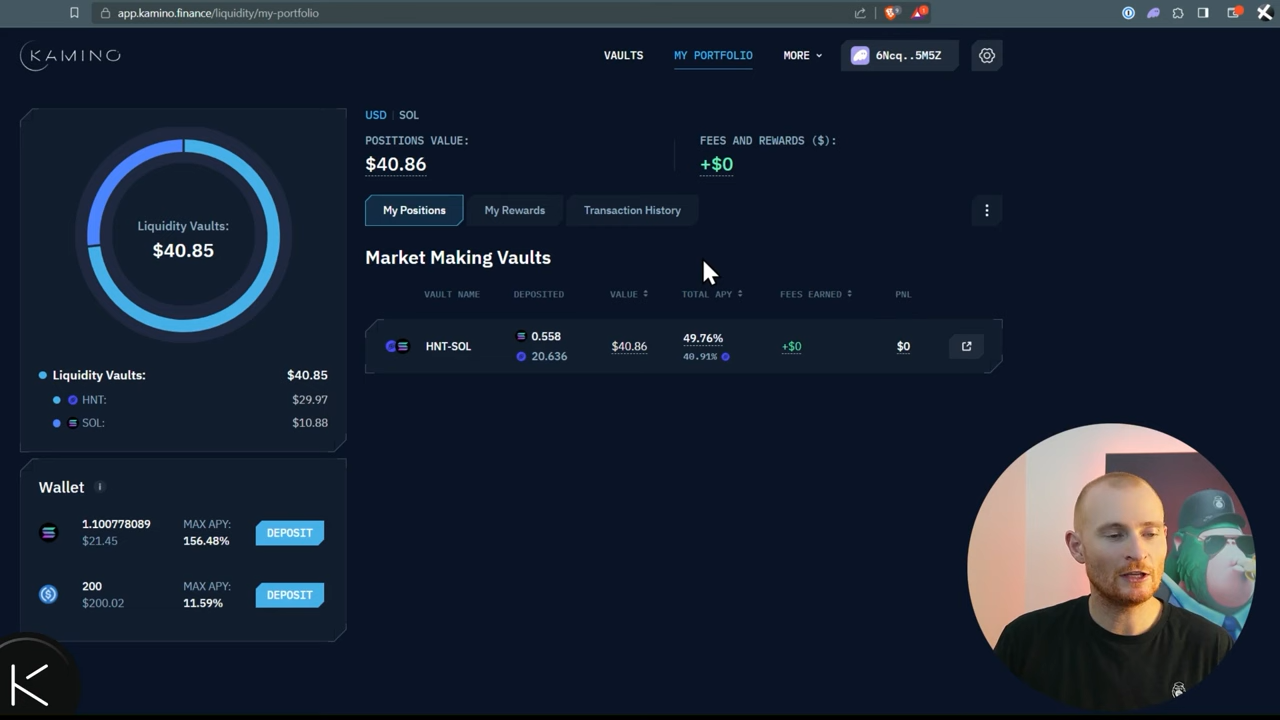 app.kamino.finance/liquidity/my-portfolio
KAMINO
VAULTS
MY PORTFOLIO
MORE
6Ncq..5M5Z
Liquidity Vaults:
$40.85
Liquidity Vaults: $40.85
HNT: $29.97
SOL: $10.88
Wallet
1.100778089 MAX APY:
$21.45 156.48%
DEPOSIT
200 MAX APY:
$200.02 11.59%
DEPOSIT
USD | SOL
POSITIONS VALUE:
$40.86
FEES AND REWARDS ($):
+$0
My Positions
My Rewards
Transaction History
Market Making Vaults
VAULT NAME DEPOSITED VALUE TOTAL APY FEES EARNED PNL
HNT-SOL
0.558
20.636
$40.86
49.76%
40.91%
+$0
$0
K